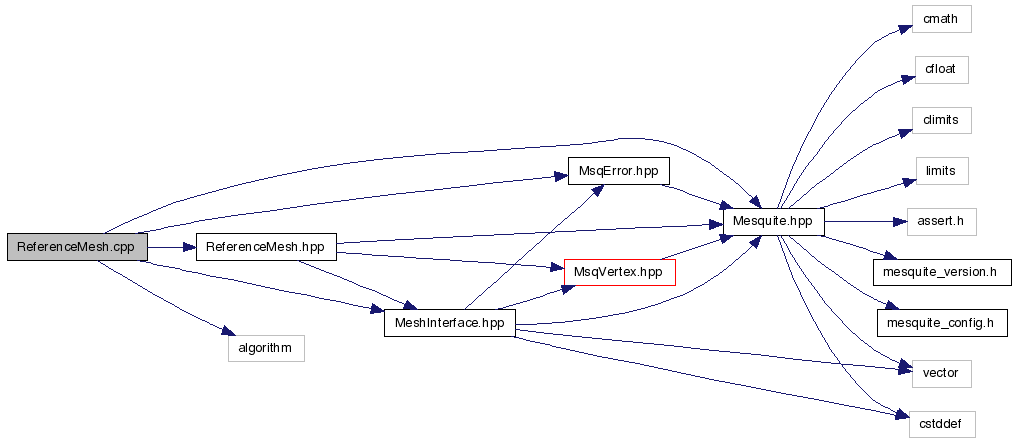 cmath
cfloat
climits
MsqError.hpp
limits
Mesquite.hpp
assert.h
ReferenceMesh.cpp
ReferenceMesh.hpp
MsqVertex.hpp
mesquite_version.h
MeshInterface.hpp
mesquite_config.h
algorithm
vector
cstddef